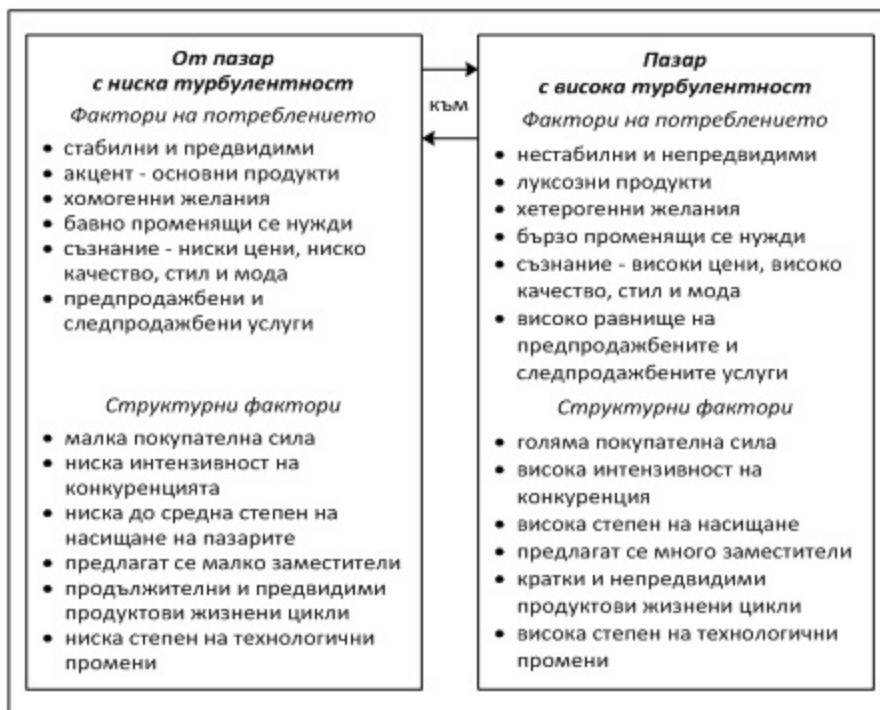 От пазар
с ниска турбулентност
Фактори на потреблението
• стабилни и предвидими
• акцент - основни продукти
• хомогенни желания
• бавно променящи се нужди
• съзнание - ниски цени, ниско
качество, стил и мода
• предпродажбени и
следпродажбени услуги
Структурни фактори
• малка покупателна сила
• ниска интензивност на
конкуренцията
• ниска до средна степен на
насищане на пазарите
• предлагат се малко заместители
• продължителни и предвидими
продуктови жизнени цикли
• ниска степен на технологични
промени
към
Пазар
с висока турбулентност
Фактори на потреблението
• нестабилни и непредвидими
• луксозни продукти
• хетерогенни желания
• бързо променящи се нужди
• съзнание - високи цени, високо
качество, стил и мода
• високо равнище на
предпродажбените и
следпродажбените услуги
Структурни фактори
• голяма покупателна сила
• висока интензивност на
конкуренция
• висока степен на насищане
• предлагат се много заместители
• кратки и непредвидими
продуктови жизнени цикли
• висока степен на технологични
промени